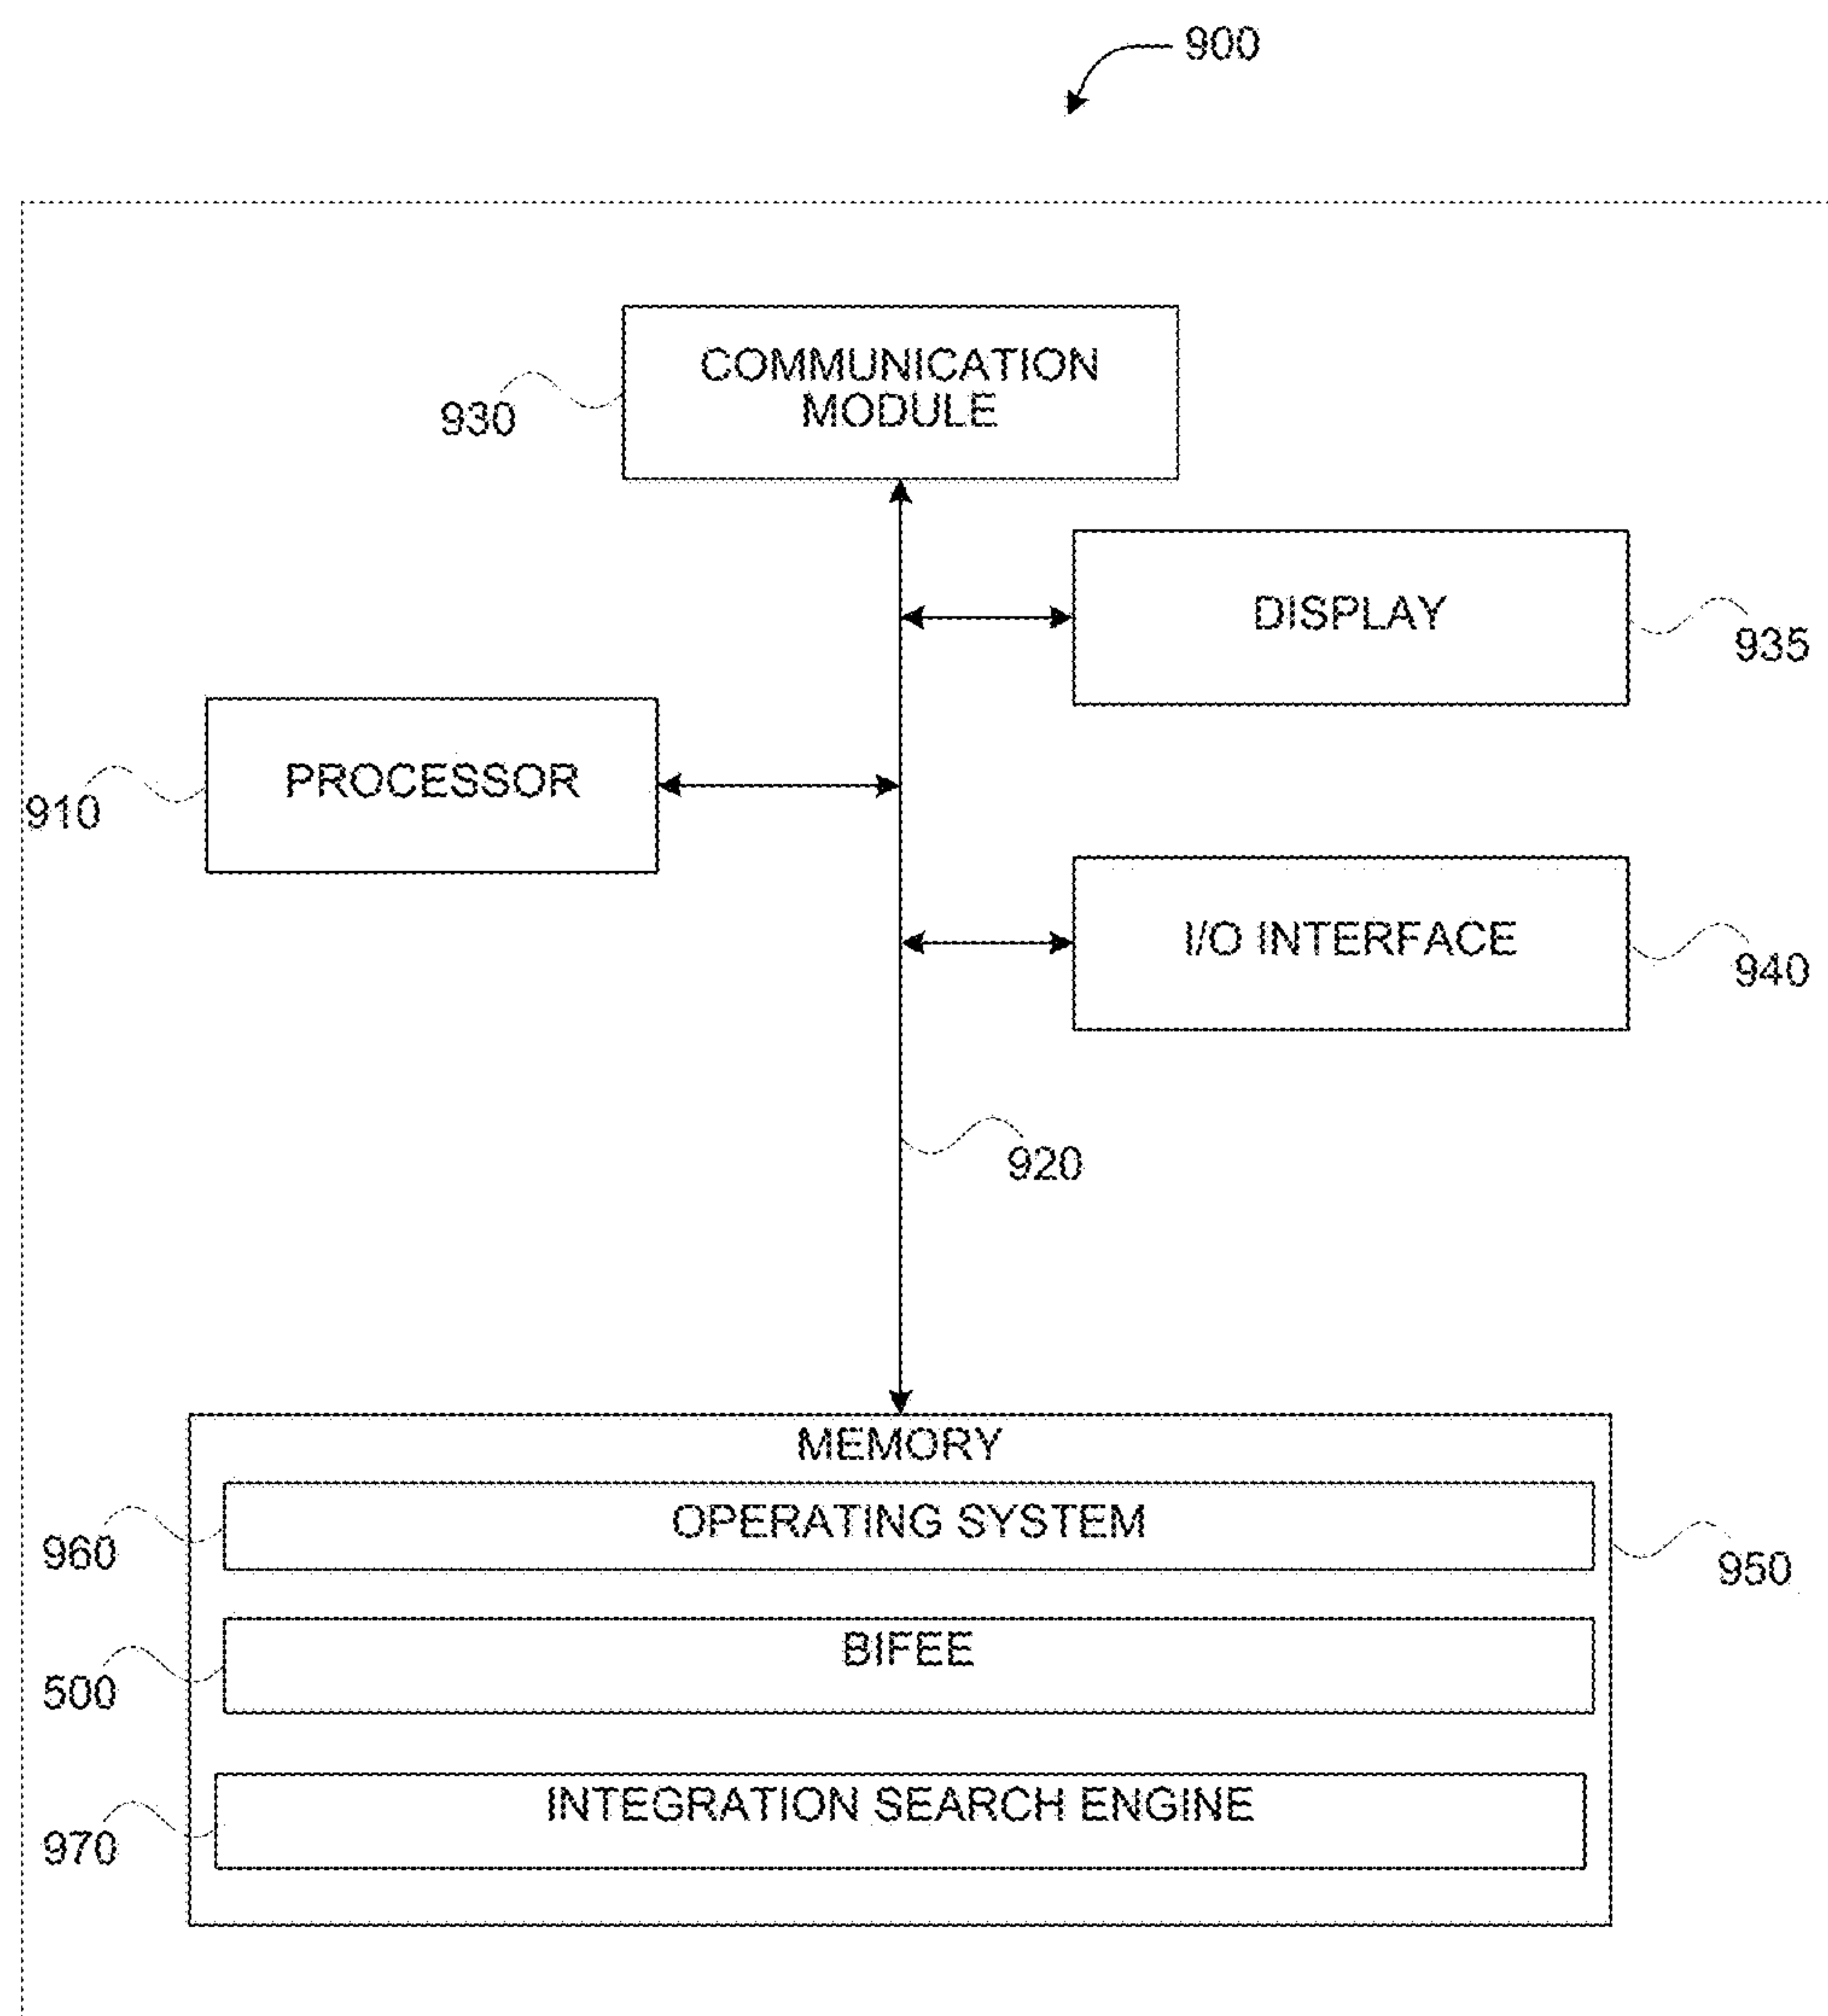 900
COMMUNICATION
MODULE
930
DISPLAY
935
PROCESSOR
910
I/O INTERFACE
940
920
MEMORY
OPERATING SYSTEM
960
950
BIFEE
500
INTEGRATION SEARCH ENGINE
970